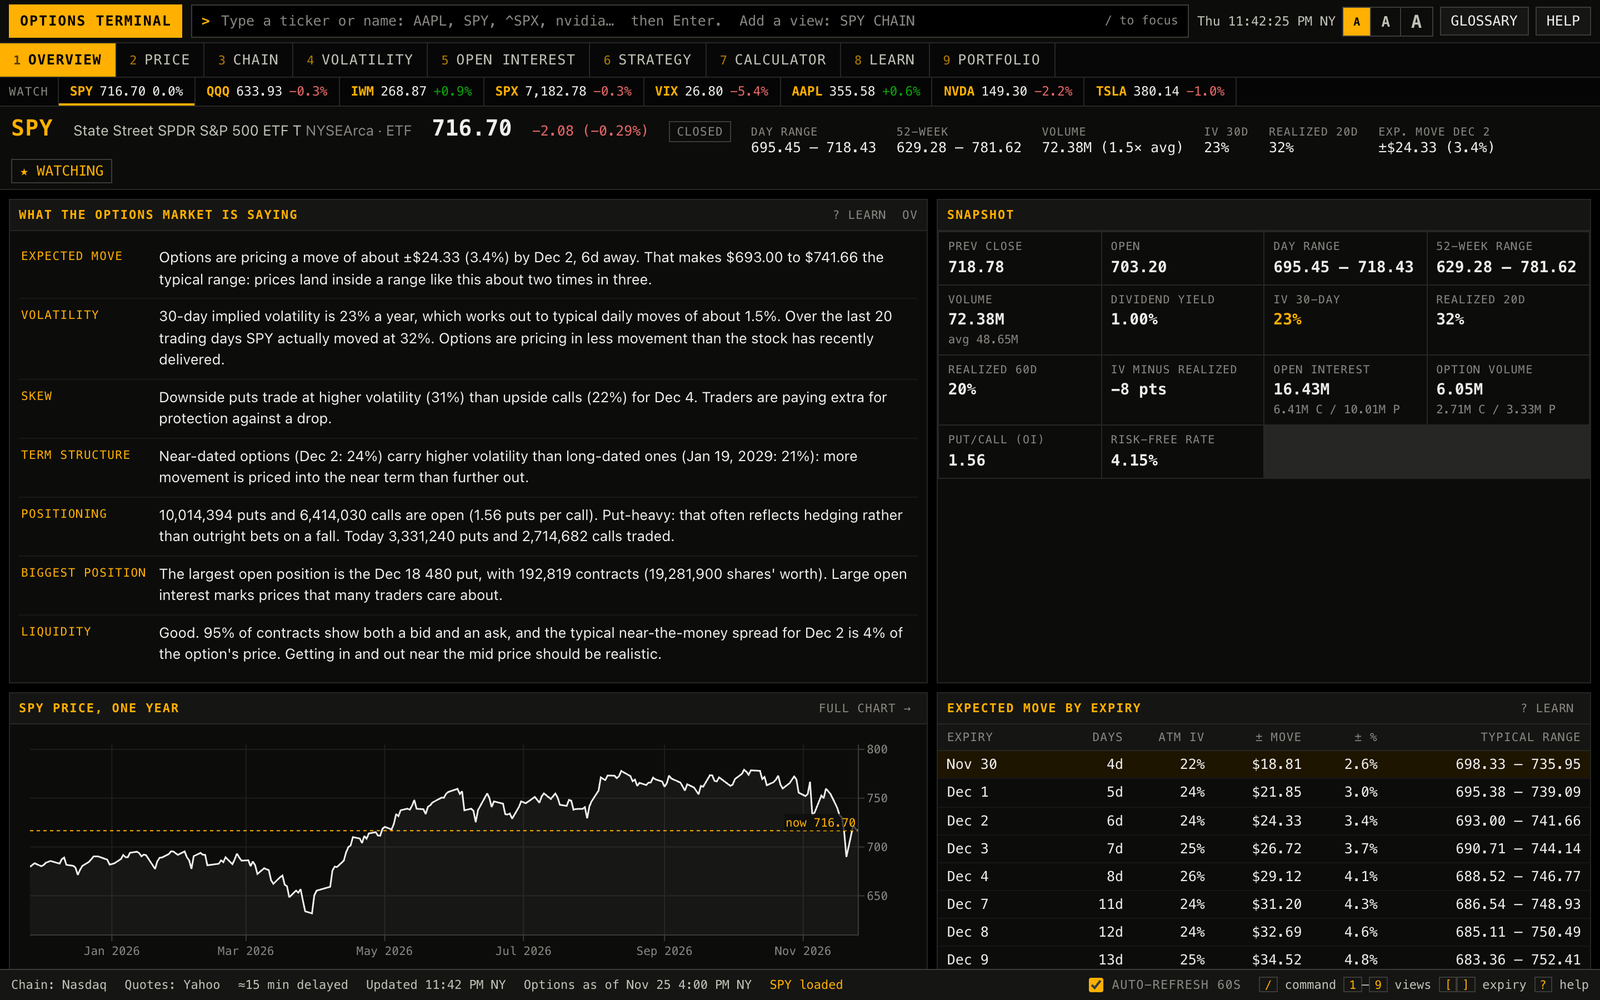 OPTIONS TERMINAL
> Type a ticker or name: AAPL, SPY, ^SPX, nvidia… then Enter. Add a view: SPY CHAIN / to focus
Thu 11:42:25 PM NY A A A GLOSSARY HELP
1 OVERVIEW 2 PRICE 3 CHAIN 4 VOLATILITY 5 OPEN INTEREST 6 STRATEGY 7 CALCULATOR 8 LEARN 9 PORTFOLIO
WATCH SPY 716.70 0.0% QQQ 633.93 −0.3% IWM 268.87 +0.9% SPX 7,182.78 −0.3% VIX 26.80 −5.4% AAPL 355.58 +0.6% NVDA 149.30 −2.2% TSLA 380.14 −1.0%
SPY State Street SPDR S&P 500 ETF T NYSEArca · ETF 716.70 −2.08 (−0.29%) CLOSED
DAY RANGE 52-WEEK VOLUME IV 30D REALIZED 20D EXP. MOVE DEC 2
695.45 – 718.43 629.28 – 781.62 72.38M (1.5× avg) 23% 32% ±$24.33 (3.4%)
★ WATCHING
WHAT THE OPTIONS MARKET IS SAYING ? LEARN OV
EXPECTED MOVE Options are pricing a move of about ±$24.33 (3.4%) by Dec 2, 6d away. That makes $693.00 to $741.66 the
typical range: prices land inside a range like this about two times in three.
VOLATILITY 30-day implied volatility is 23% a year, which works out to typical daily moves of about 1.5%. Over the last 20
trading days SPY actually moved at 32%. Options are pricing in less movement than the stock has recently
delivered.
SKEW Downside puts trade at higher volatility (31%) than upside calls (22%) for Dec 4. Traders are paying extra for
protection against a drop.
TERM STRUCTURE Near-dated options (Dec 2: 24%) carry higher volatility than long-dated ones (Jan 19, 2029: 21%): more
movement is priced into the near term than further out.
POSITIONING 10,014,394 puts and 6,414,030 calls are open (1.56 puts per call). Put-heavy: that often reflects hedging rather
than outright bets on a fall. Today 3,331,240 puts and 2,714,682 calls traded.
BIGGEST POSITION The largest open position is the Dec 18 480 put, with 192,819 contracts (19,281,900 shares' worth). Large open
interest marks prices that many traders care about.
LIQUIDITY Good. 95% of contracts show both a bid and an ask, and the typical near-the-money spread for Dec 2 is 4% of
the option's price. Getting in and out near the mid price should be realistic.
SNAPSHOT
PREV CLOSE OPEN DAY RANGE 52-WEEK RANGE
718.78 703.20 695.45 – 718.43 629.28 – 781.62
VOLUME DIVIDEND YIELD IV 30-DAY REALIZED 20D
72.38M 1.00% 23% 32%
avg 48.65M
REALIZED 60D IV MINUS REALIZED OPEN INTEREST OPTION VOLUME
20% −8 pts 16.43M 6.05M
6.41M C / 10.01M P 2.71M C / 3.33M P
PUT/CALL (OI) RISK-FREE RATE
1.56 4.15%
SPY PRICE, ONE YEAR FULL CHART →
800
750
now 716.70
700
650
Jan 2026 Mar 2026 May 2026 Jul 2026 Sep 2026 Nov 2026
EXPECTED MOVE BY EXPIRY ? LEARN
EXPIRY DAYS ATM IV ± MOVE ± % TYPICAL RANGE
Nov 30 4d 22% $18.81 2.6% 698.33 – 735.95
Dec 1 5d 24% $21.85 3.0% 695.38 – 739.09
Dec 2 6d 24% $24.33 3.4% 693.00 – 741.66
Dec 3 7d 25% $26.72 3.7% 690.71 – 744.14
Dec 4 8d 26% $29.12 4.1% 688.52 – 746.77
Dec 7 11d 24% $31.20 4.3% 686.54 – 748.93
Dec 8 12d 24% $32.69 4.6% 685.11 – 750.49
Dec 9 13d 25% $34.52 4.8% 683.36 – 752.41
Chain: Nasdaq Quotes: Yahoo ≈15 min delayed Updated 11:42 PM NY Options as of Nov 25 4:00 PM NY SPY loaded
AUTO-REFRESH 60S / command 1–9 views [ ] expiry ? help